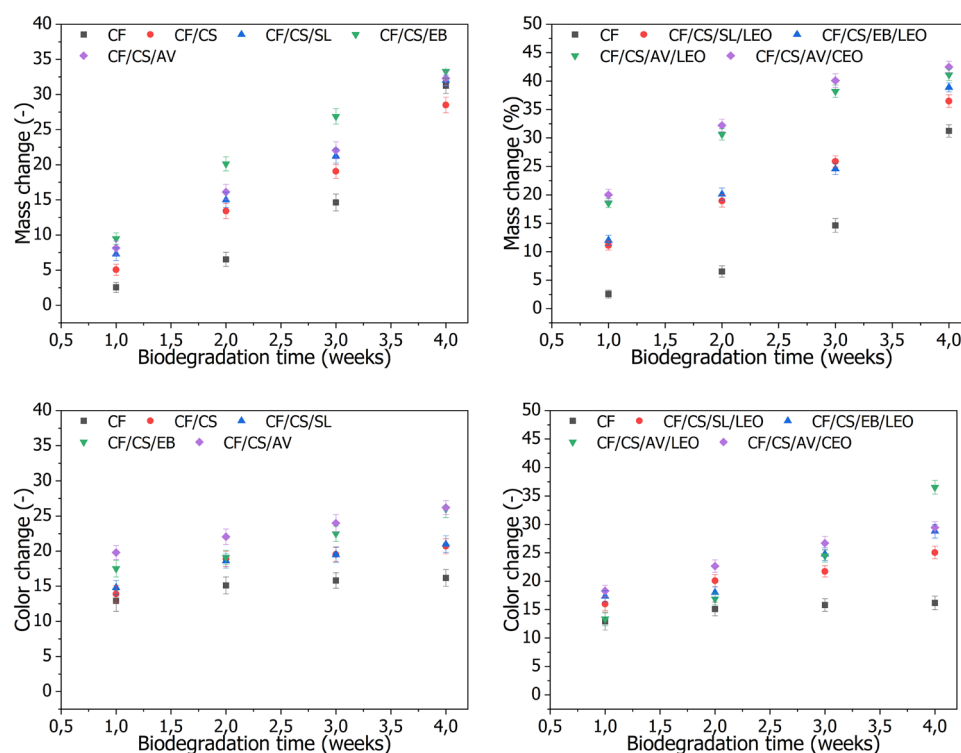 40
35
30
25
20
15
10
5
0
Mass change (-)
CF CF/CS CF/CS/SL CF/CS/EB
CF/CS/AV
0,5 1,0 1,5 2,0 2,5 3,0 3,5 4,0
Biodegradation time (weeks)
50
45
40
35
30
25
20
15
10
5
0
Mass change (%)
CF CF/CS/SL/LEO CF/CS/EB/LEO
CF/CS/AV/LEO CF/CS/AV/CEO
0,5 1,0 1,5 2,0 2,5 3,0 3,5 4,0
Biodegradation time (weeks)
40
35
30
25
20
15
10
5
0
Color change (-)
CF CF/CS CF/CS/SL
CF/CS/EB CF/CS/AV
0,5 1,0 1,5 2,0 2,5 3,0 3,5 4,0
Biodegradation time (weeks)
50
45
40
35
30
25
20
15
10
5
0
Color change (-)
CF CF/CS/SL/LEO CF/CS/EB/LEO
CF/CS/AV/LEO CF/CS/AV/CEO
0,5 1,0 1,5 2,0 2,5 3,0 3,5 4,0
Biodegradation time (weeks)